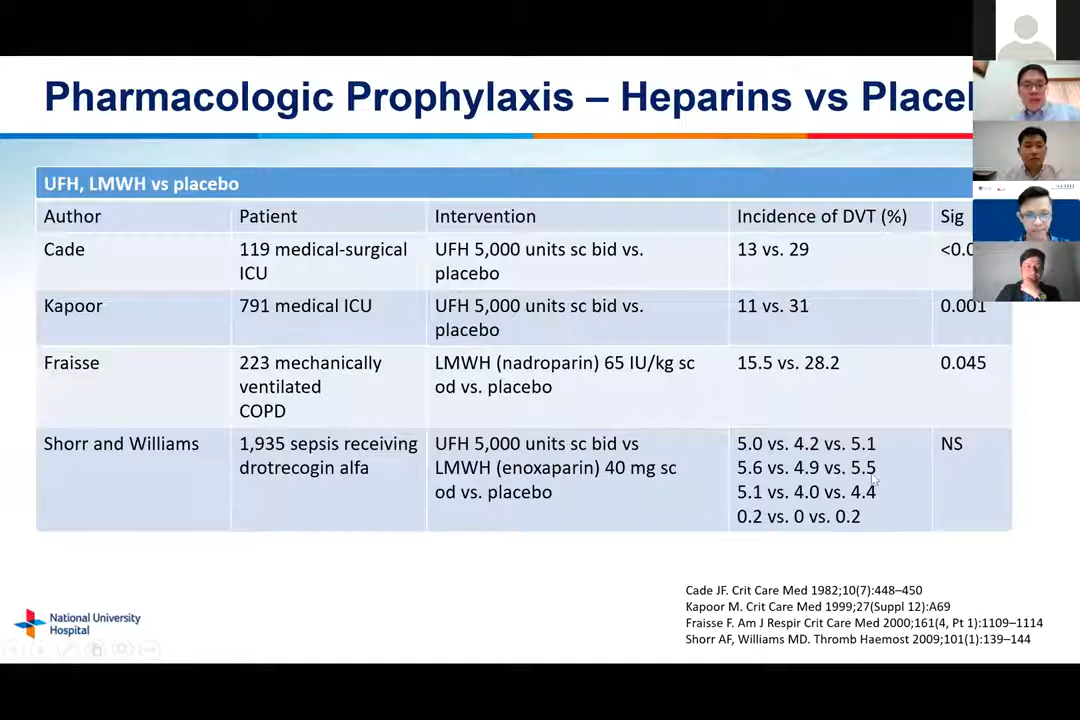 Pharmacologic Prophylaxis – Heparins vs Placel
UFH, LMWH vs placebo
Author Patient Intervention Incidence of DVT (%) Sig
Cade 119 medical-surgical UFH 5,000 units sc bid vs. 13 vs. 29 <0.0
ICU placebo
Kapoor 791 medical ICU UFH 5,000 units sc bid vs. 11 vs. 31 0.001
placebo
Fraisse 223 mechanically LMWH (nadroparin) 65 IU/kg sc 15.5 vs. 28.2 0.045
ventilated od vs. placebo
COPD
Shorr and Williams 1,935 sepsis receiving UFH 5,000 units sc bid vs 5.0 vs. 4.2 vs. 5.1 NS
drotrecogin alfa LMWH (enoxaparin) 40 mg sc 5.6 vs. 4.9 vs. 5.5
od vs. placebo 5.1 vs. 4.0 vs. 4.4
0.2 vs. 0 vs. 0.2
Cade JF. Crit Care Med 1982;10(7):448–450
Kapoor M. Crit Care Med 1999;27(Suppl 12):A69
Fraisse F. Am J Respir Crit Care Med 2000;161(4, Pt 1):1109–1114
Shorr AF, Williams MD. Thromb Haemost 2009;101(1):139–144
National University
Hospital